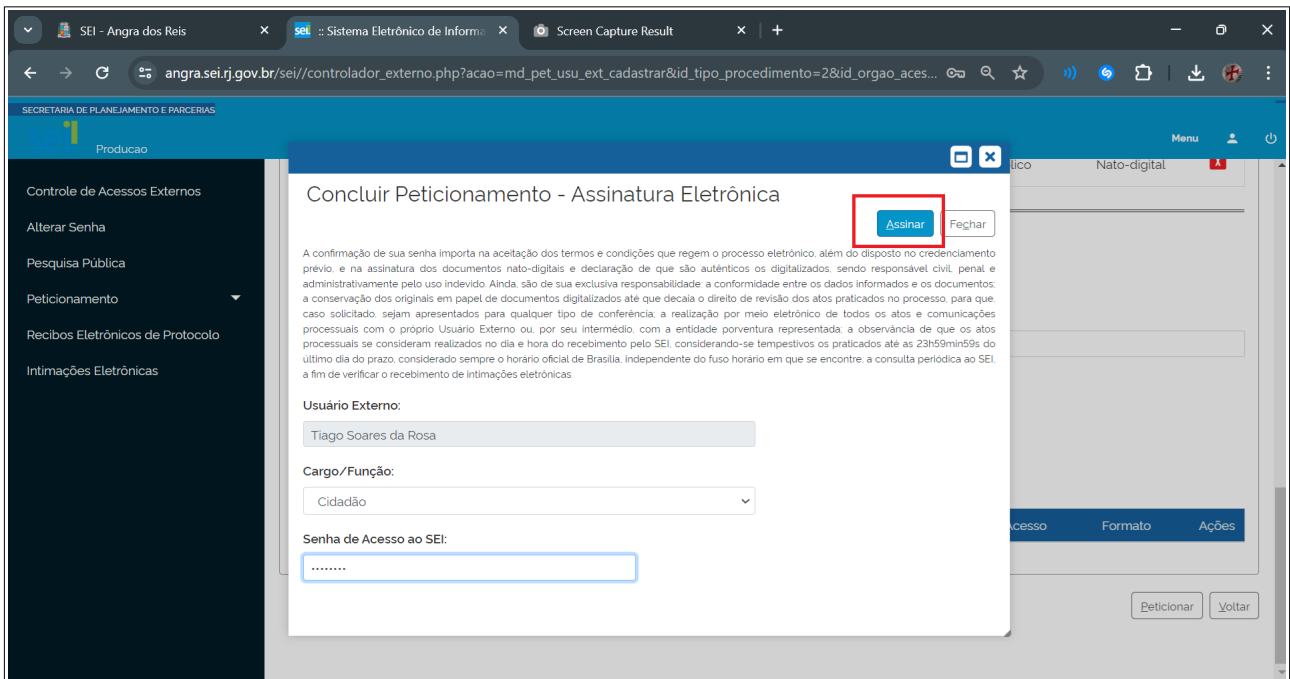 SEI - Angra dos Reis
sei. :: Sistema Eletrônico de Informa
Screen Capture Result
angra.sei.rj.gov.br/sei//controlador_externo.php?acao=md_pet_usu_ext_cadastrar&id_tipo_procedimento=2&id_orgao_aces...
SECRETARIA DE PLANEJAMENTO E PARCERIAS
sei!
Producao
Menu
Controle de Acessos Externos
Alterar Senha
Pesquisa Pública
Peticionamento
Recibos Eletrônicos de Protocolo
Intimações Eletrônicas
lico
Nato-digital
Concluir Peticionamento - Assinatura Eletrônica
Assinar
Fechar
A confirmação de sua senha importa na aceitação dos termos e condições que regem o processo eletrônico, além do disposto no credenciamento
prévio, e na assinatura dos documentos nato-digitais e declaração de que são autênticos os digitalizados, sendo responsável civil, penal e
administrativamente pelo uso indevido. Ainda, são de sua exclusiva responsabilidade: a conformidade entre os dados informados e os documentos;
a conservação dos originais em papel de documentos digitalizados até que decaia o direito de revisão dos atos praticados no processo, para que,
caso solicitado, sejam apresentados para qualquer tipo de conferência; a realização por meio eletrônico de todos os atos e comunicações
processuais com o próprio Usuário Externo ou, por seu intermédio, com a entidade porventura representada; a observância de que os atos
processuais se consideram realizados no dia e hora do recebimento pelo SEI, considerando-se tempestivos os praticados até as 23h59min59s do
último dia do prazo, considerado sempre o horário oficial de Brasília, independente do fuso horário em que se encontre; a consulta periódica ao SEI,
a fim de verificar o recebimento de intimações eletrônicas.
Usuário Externo:
Tiago Soares da Rosa
Cargo/Função:
Cidadão
Senha de Acesso ao SEI:
........
Acesso
Formato
Ações
Peticionar
Voltar